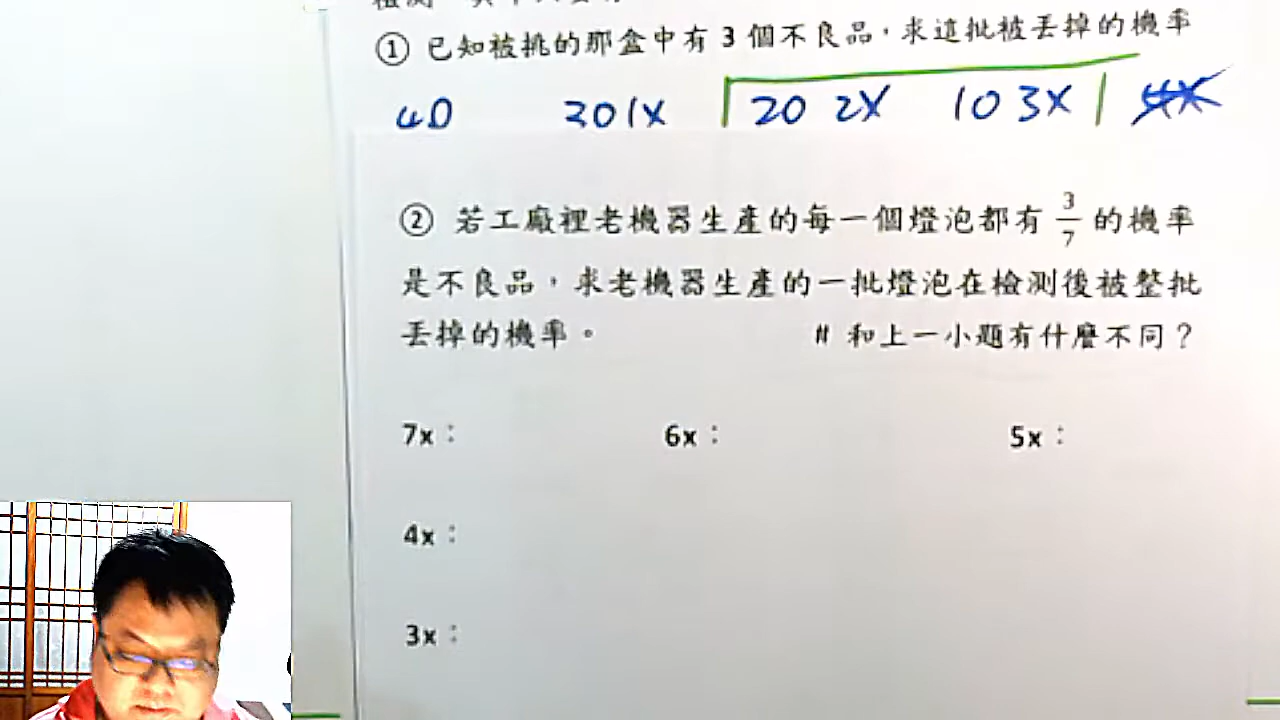 ① 已知被挑的那盒中有 3 個不良品，求這批被丟掉的機率
40 301X 20 2X 10 3X 4X
② 若工廠裡老機器生產的每一個燈泡都有 3/7 的機率
是不良品，求老機器生產的一批燈泡在檢測後被整批
丟掉的機率。 # 和上一小題有什麼不同？
7x： 6x： 5x：
4x：
3x：